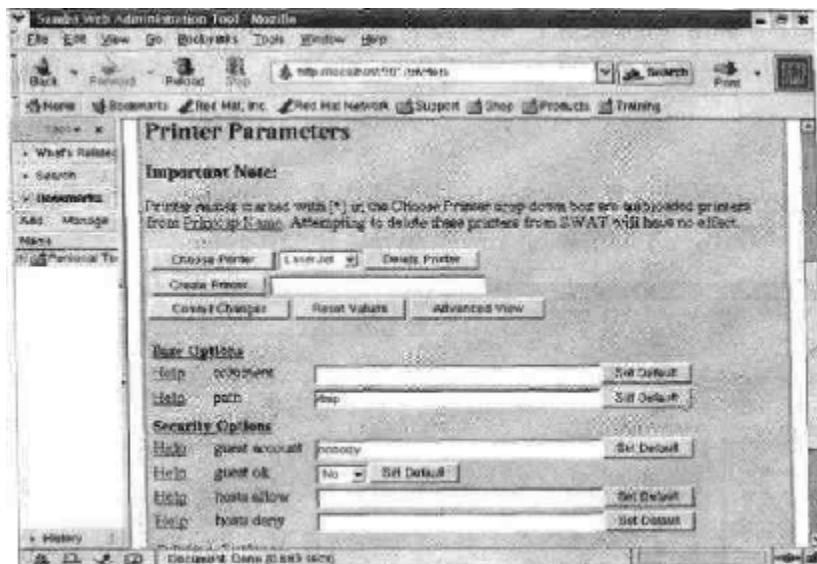 Samba Web Administration Tool - Mozilla
File Edit View Go Bookmarks Tools Window Help
Back Forward Reload Stop Search Print
Home Bookmarks Red Hat, Inc. Red Hat Network Support Shop Products Training
What's Related
Search
Bookmarks
Add Manage
Name
Personal To
History
Printer Parameters
Important Note:
Printer names marked with [*] in the Choose Printer drop down box are autoloaded printers
from Printcap Name. Attempting to delete these printers from SWAT will have no effect.
Choose Printer LaserJet Delete Printer
Create Printer
Commit Changes Reset Values Advanced View
Base Options
Help comment Set Default
Help path /tmp Set Default
Security Options
Help guest account nobody Set Default
Help guest ok No Set Default
Help hosts allow Set Default
Help hosts deny Set Default
Document: Done